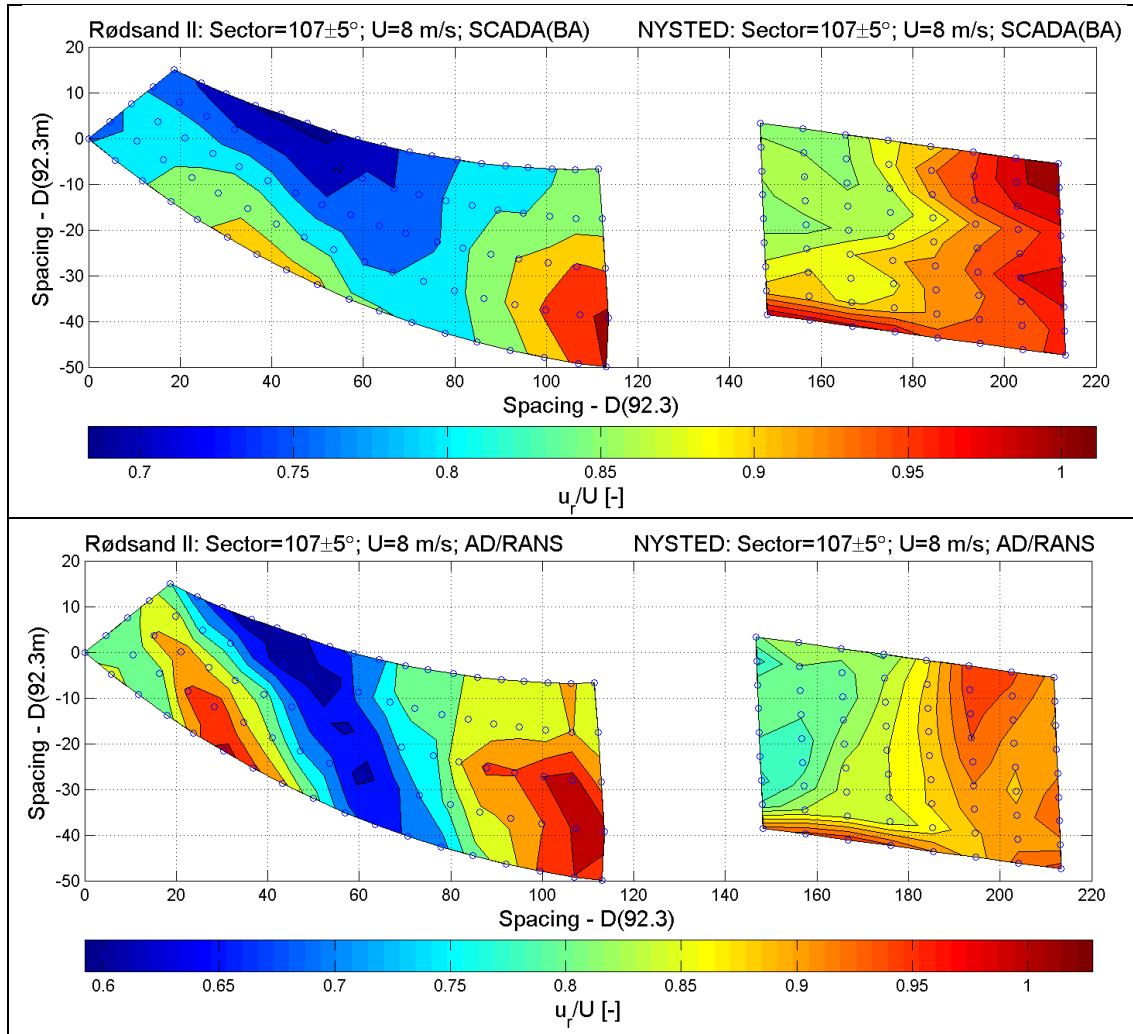 Rødsand II: Sector=107±5°; U=8 m/s; SCADA(BA) NYSTED: Sector=107±5°; U=8 m/s; SCADA(BA)
20
10
0
-10
-20
-30
-40
-50
Spacing - D(92.3m)
0 20 40 60 80 100 120 140 160 180 200 220
Spacing - D(92.3)
0.7 0.75 0.8 0.85 0.9 0.95 1
u_r/U [-]
Rødsand II: Sector=107±5°; U=8 m/s; AD/RANS NYSTED: Sector=107±5°; U=8 m/s; AD/RANS
20
10
0
-10
-20
-30
-40
-50
Spacing - D(92.3m)
0 20 40 60 80 100 120 140 160 180 200 220
Spacing - D(92.3)
0.6 0.65 0.7 0.75 0.8 0.85 0.9 0.95 1
u_r/U [-]